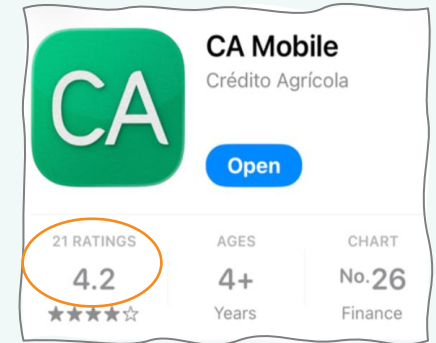 CA
CA Mobile
Crédito Agrícola
Open
21 RATINGS
4.2
AGES
4+
Years
CHART
No.26
Finance